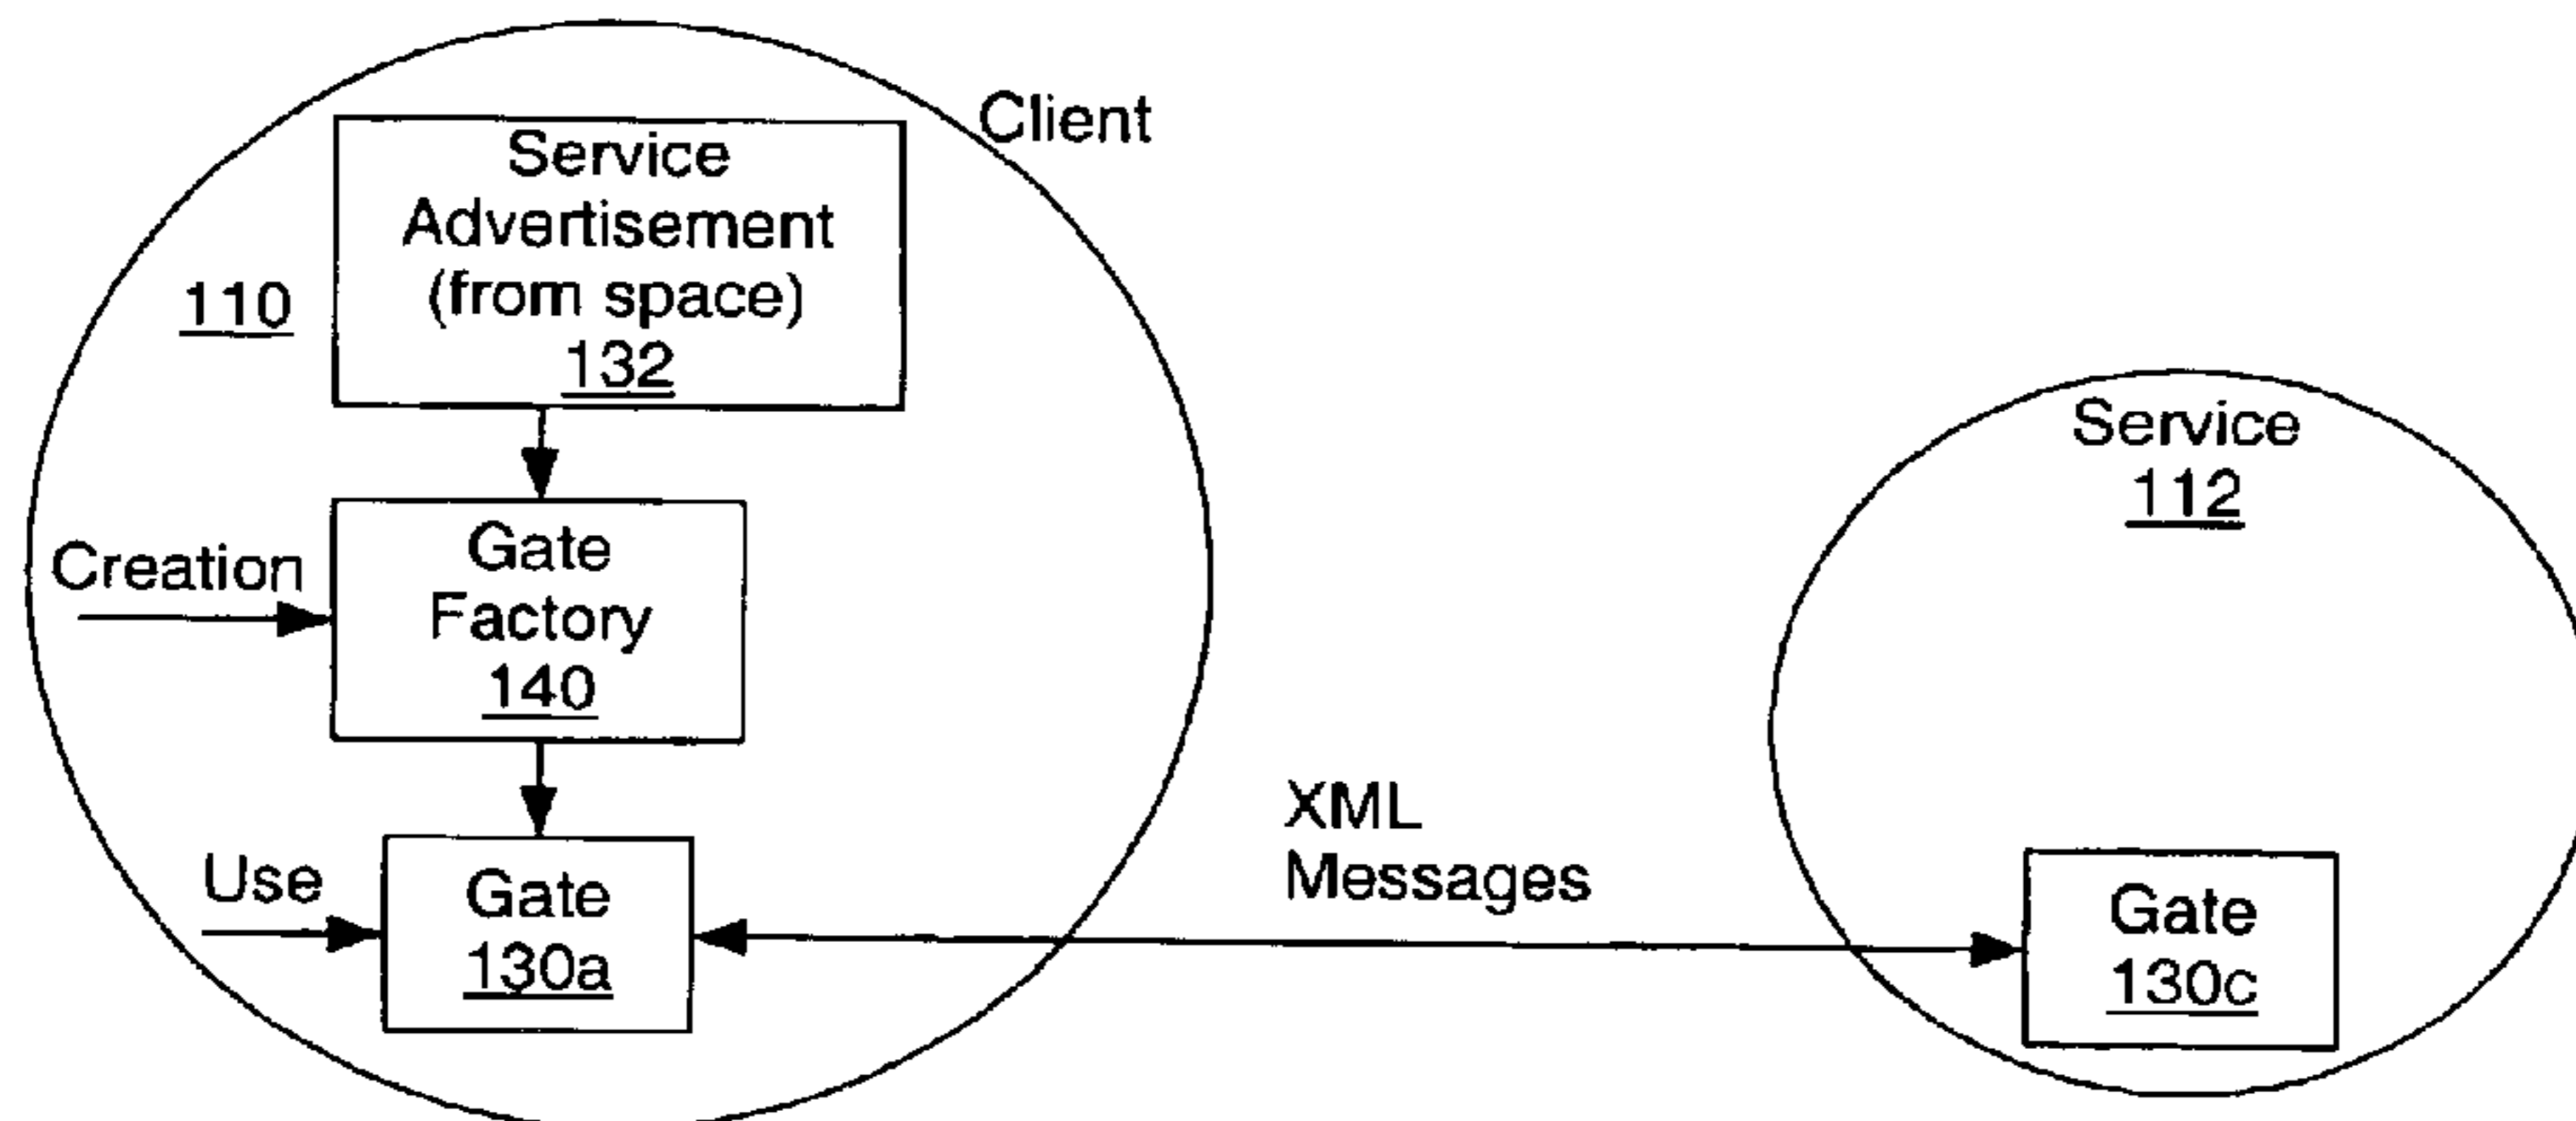 Client
110
Service
Advertisement
(from space)
132
Creation
Gate
Factory
140
Use
Gate
130a
XML
Messages
Service
112
Gate
130c